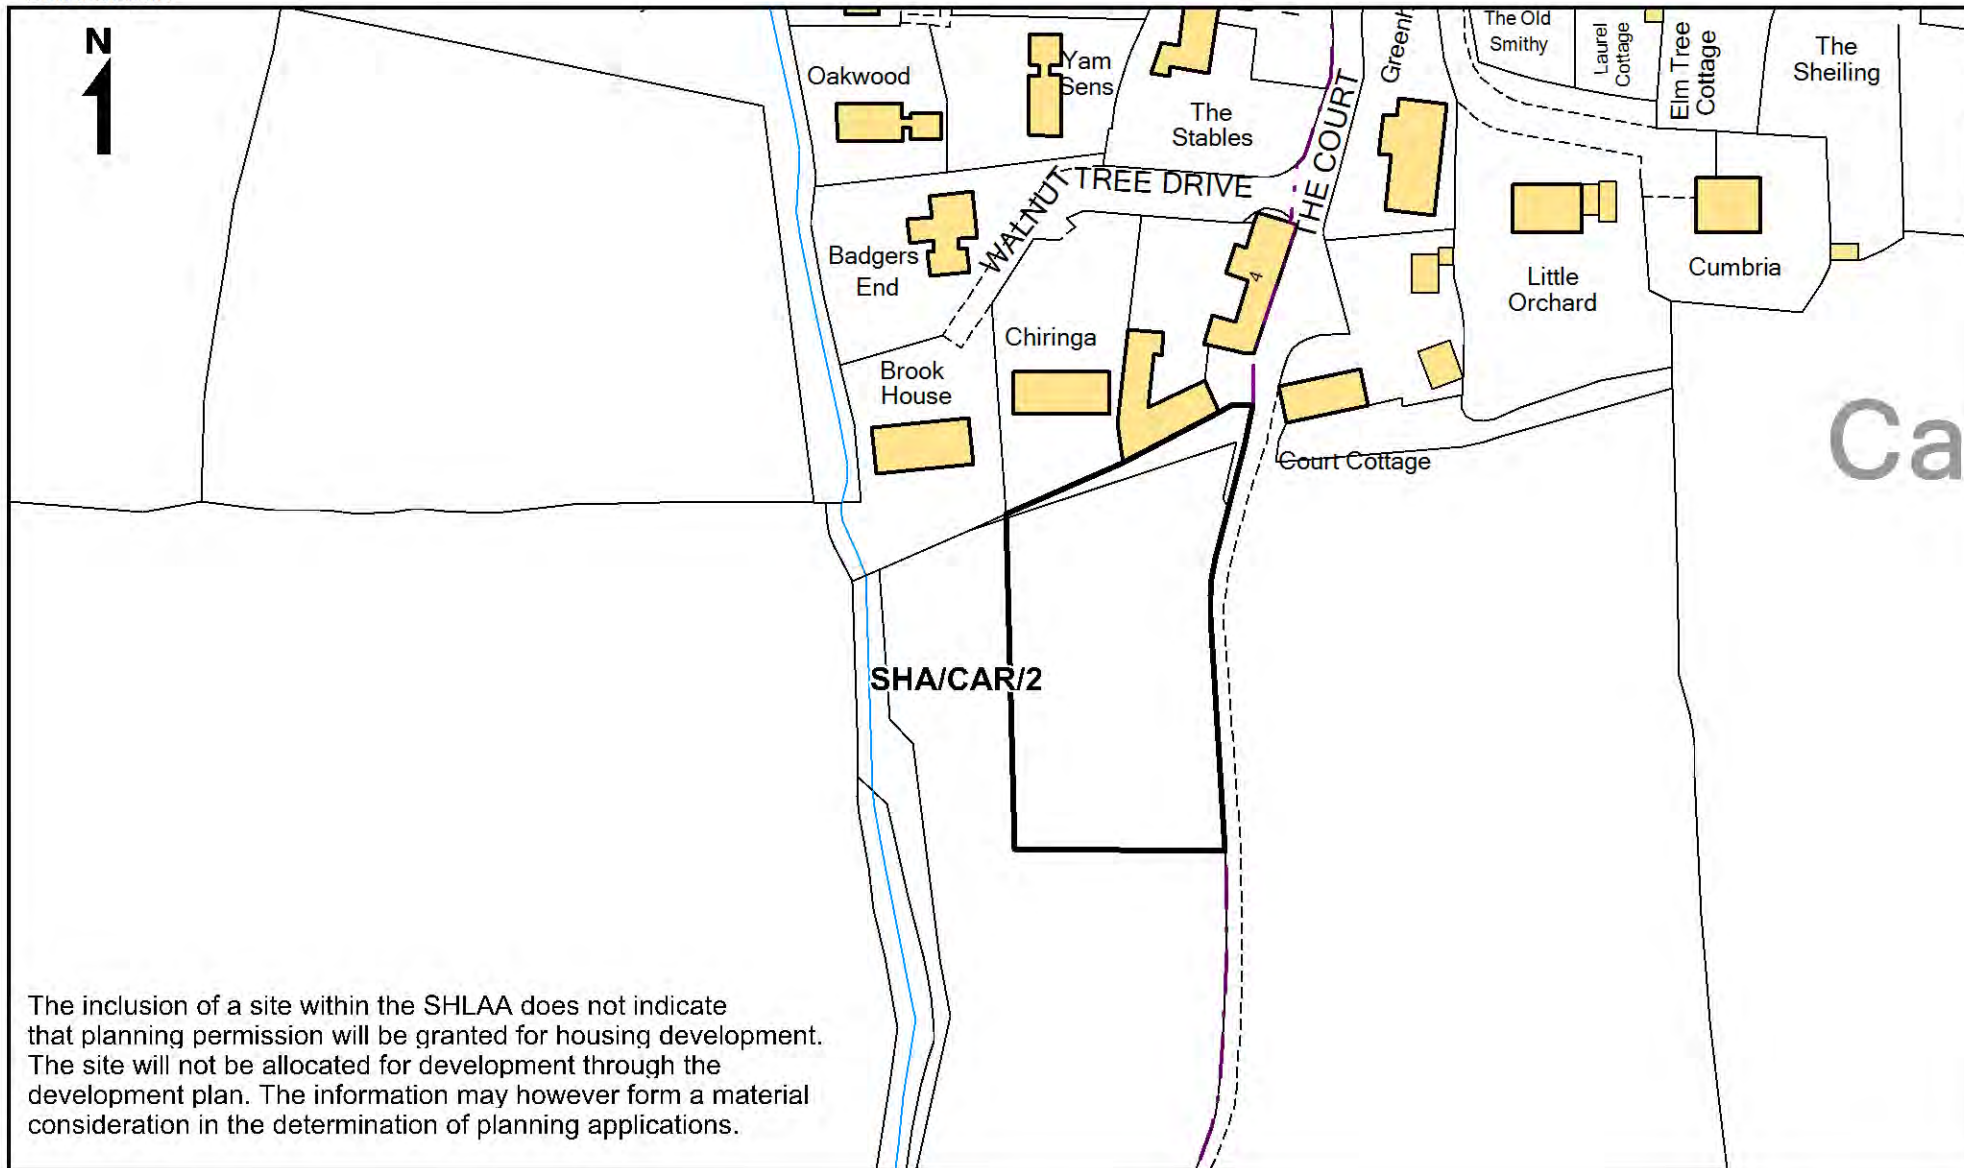 N
Oakwood
Yam
Sens
The
Stables
THE COURT
The Old
Smithy
Laurel
Cottage
Elm Tree
Cottage
The
Sheiling
WALNUT TREE DRIVE
Badgers
End
4
Little
Orchard
Cumbria
Chiringa
Brook
House
Court Cottage
Ca
SHA/CAR/2
The inclusion of a site within the SHLAA does not indicate
that planning permission will be granted for housing development.
The site will not be allocated for development through the
development plan. The information may however form a material
consideration in the determination of planning applications.